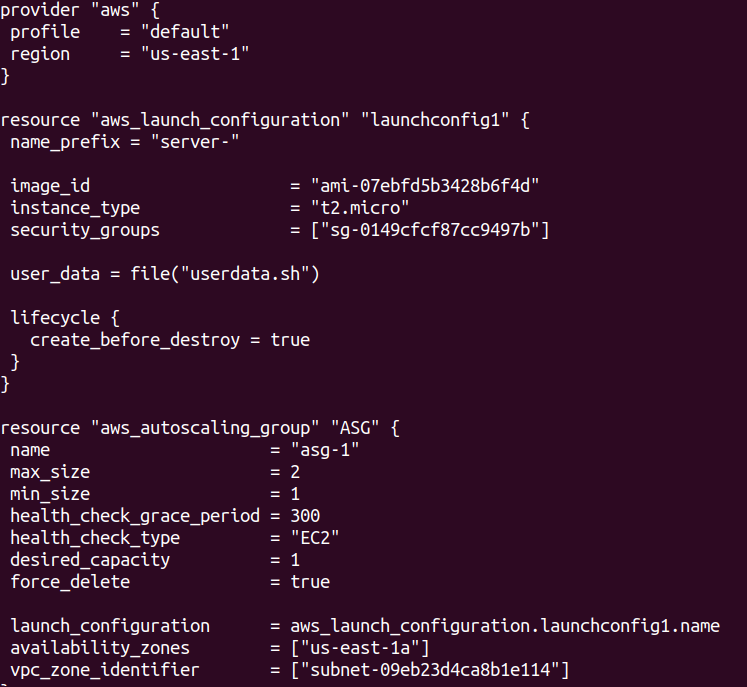 provider "aws" {
 profile    = "default"
 region     = "us-east-1"
}
resource "aws_launch_configuration" "launchconfig1" {
 name_prefix = "server-"
 image_id                    = "ami-07ebfd5b3428b6f4d"
 instance_type               = "t2.micro"
 security_groups             = ["sg-0149cfcf87cc9497b"]
 user_data = file("userdata.sh")
 lifecycle {
   create_before_destroy = true
 }
}
resource "aws_autoscaling_group" "ASG" {
 name                      = "asg-1"
 max_size                  = 2
 min_size                  = 1
 health_check_grace_period = 300
 health_check_type         = "EC2"
 desired_capacity          = 1
 force_delete              = true
 launch_configuration      = aws_launch_configuration.launchconfig1.name
 availability_zones        = ["us-east-1a"]
 vpc_zone_identifier       = ["subnet-09eb23d4ca8b1e114"]
}